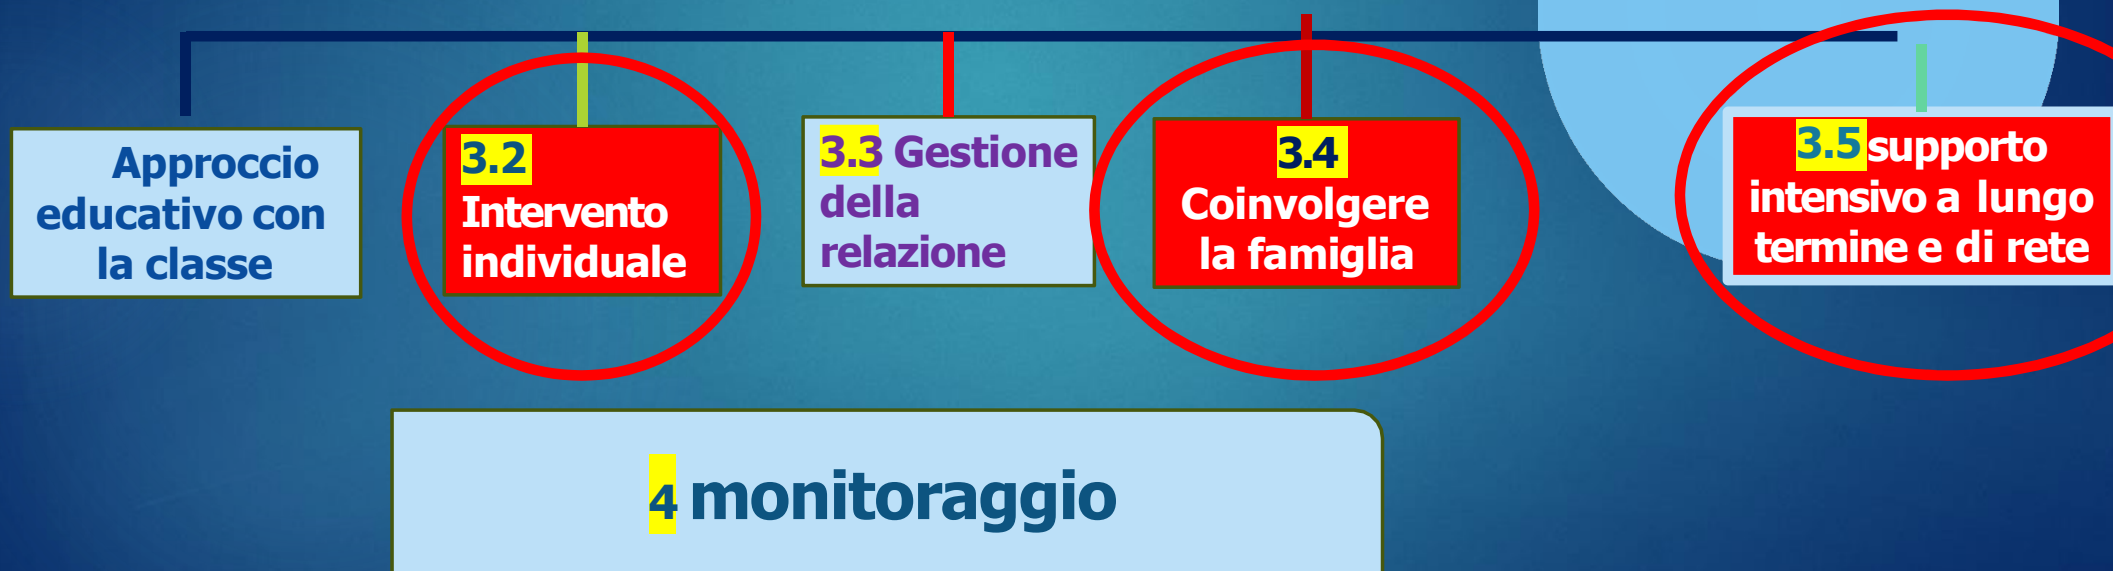 Approccio
educativo con
la classe
3.2
Intervento
individuale
3.3 Gestione
della
relazione
3.4
Coinvolgere
la famiglia
3.5 supporto
intensivo a lungo
termine e di rete
4 monitoraggio